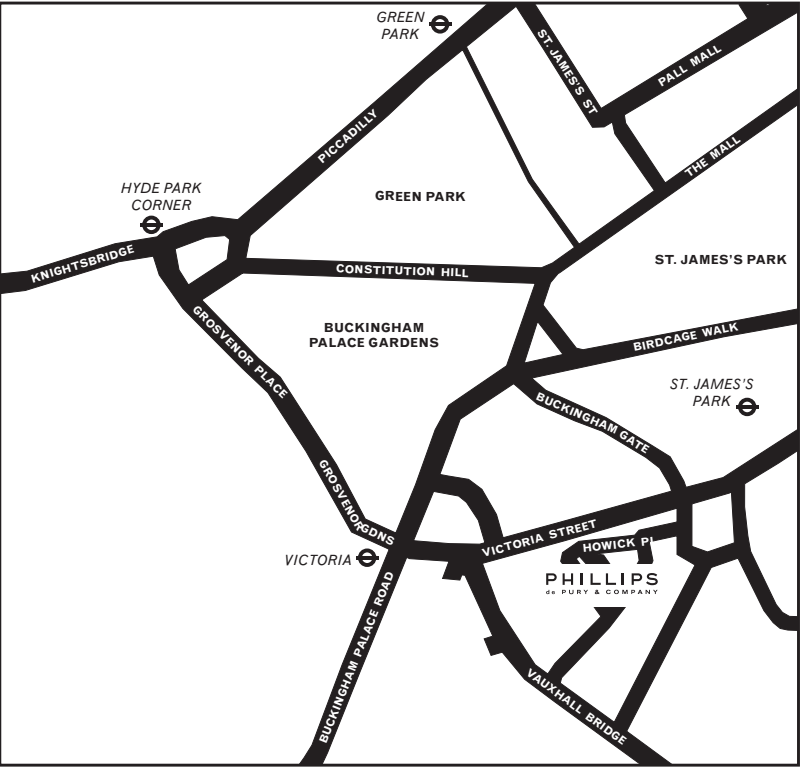 GREEN
PARK
ST. JAMES'S ST
PALL MALL
PICCADILLY
THE MALL
HYDE PARK
CORNER
GREEN PARK
KNIGHTSBRIDGE
CONSTITUTION HILL
ST. JAMES'S PARK
GROSVENOR PLACE
BUCKINGHAM
PALACE GARDENS
BIRDCAGE WALK
ST. JAMES'S
PARK
BUCKINGHAM GATE
GROSVENOR
GDNS
VICTORIA
VICTORIA STREET
HOWICK PL
PHILLIPS
de PURY & COMPANY
BUCKINGHAM PALACE ROAD
VAUXHALL BRIDGE